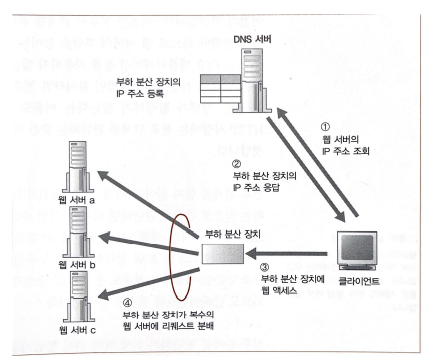 DNS 서버
부하 분산 장치의
IP 주소 등록
①
웹 서버의
IP 주소 조회
②
부하 분산 장치의
IP 주소 응답
웹 서버 a
부하 분산 장치
웹 서버 b
③
부하 분산 장치에
웹 액세스
클라이언트
④
부하 분산 장치가 복수의
웹 서버에 리퀘스트 분배
웹 서버 c